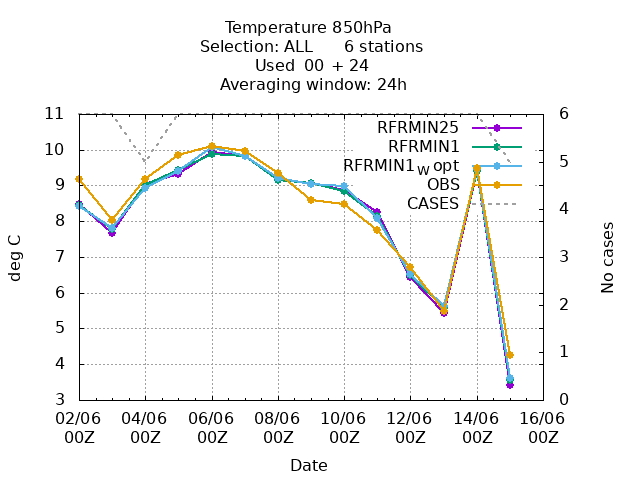 Temperature 850hPa
Selection: ALL      6 stations
Used  00 + 24
Averaging window: 24h
11
10
9
8
7
6
5
4
3
deg C
6
5
4
3
2
1
0
No cases
RFRMIN25
RFRMIN1
RFRMIN1w opt
OBS
CASES
02/06 04/06 06/06 08/06 10/06 12/06 14/06 16/06
00Z 00Z 00Z 00Z 00Z 00Z 00Z 00Z
Date